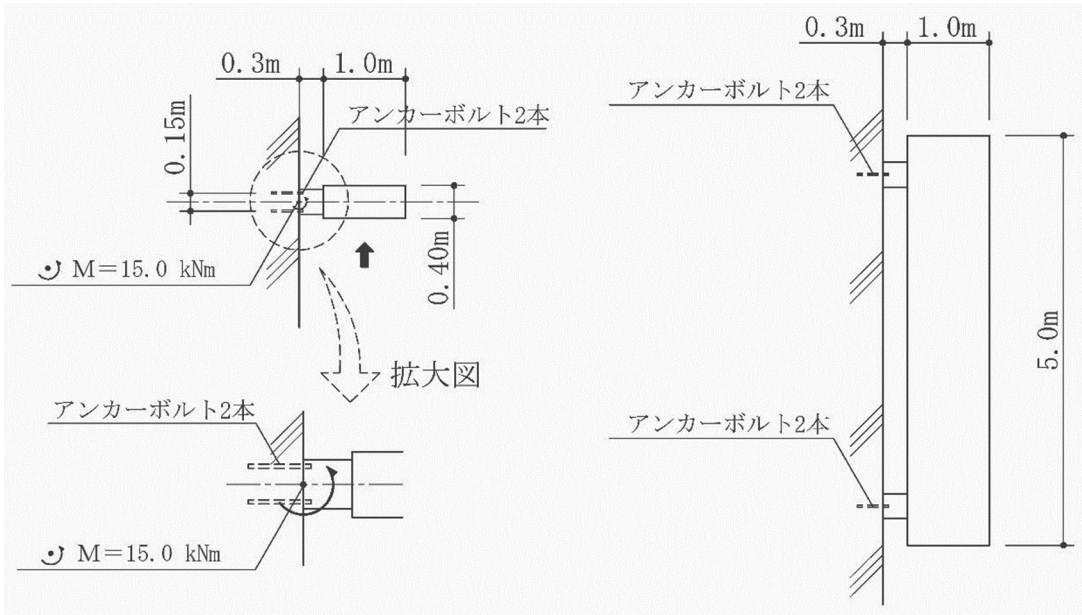 0.3m
1.0m
アンカーボルト2本
0.15m
0.40m
M=15.0 kNm
拡大図
アンカーボルト2本
M=15.0 kNm
0.3m
1.0m
アンカーボルト2本
アンカーボルト2本
5.0m